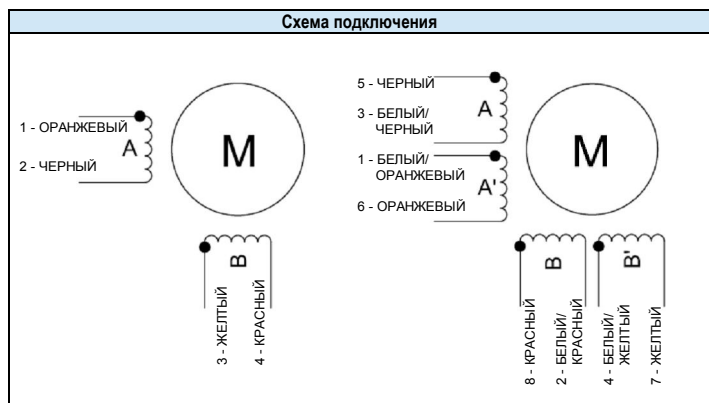 Схема подключения
1 - ОРАНЖЕВЫЙ
A
2 - ЧЕРНЫЙ
M
B
3 - ЖЕЛТЫЙ
4 - КРАСНЫЙ
5 - ЧЕРНЫЙ
A
3 - БЕЛЫЙ/
ЧЕРНЫЙ
1 - БЕЛЫЙ/
ОРАНЖЕВЫЙ
A'
6 - ОРАНЖЕВЫЙ
M
B
B'
8 - КРАСНЫЙ
2 - БЕЛЫЙ/
КРАСНЫЙ
4 - БЕЛЫЙ/
ЖЕЛТЫЙ
7 - ЖЕЛТЫЙ